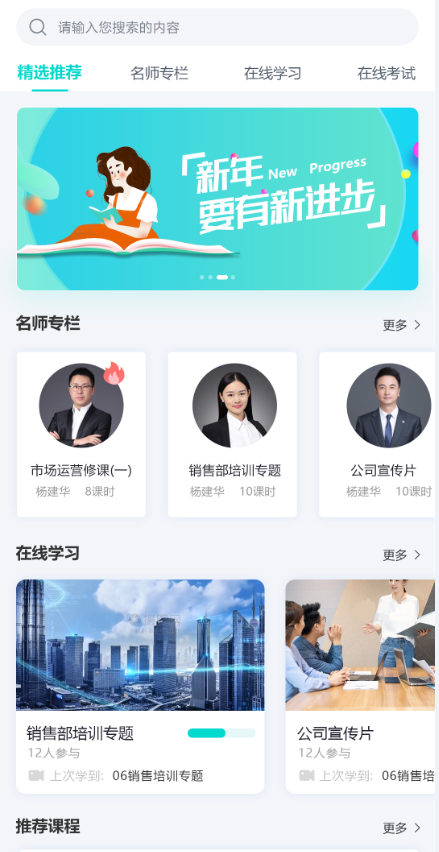 请输入您搜索的内容
精选推荐 名师专栏 在线学习 在线考试
「新年 New Progress
要有新进步」
名师专栏 更多
市场运营修课(一) 销售部培训专题 公司宣传片
杨建华 8课时 杨建华 10课时 杨建华 10课时
在线学习 更多
销售部培训专题 公司宣传片
12人参与 12人参与
上次学到: 06销售培训专题 上次学到: 06销售培
推荐课程 更多